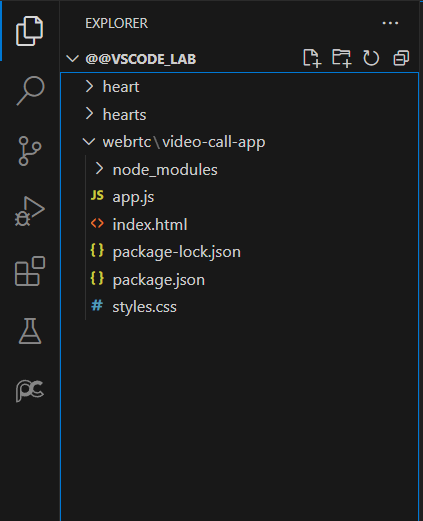 EXPLORER
@@VSCODE_LAB
heart
hearts
webrtc\video-call-app
node_modules
JS app.js
<> index.html
{} package-lock.json
{} package.json
# styles.css